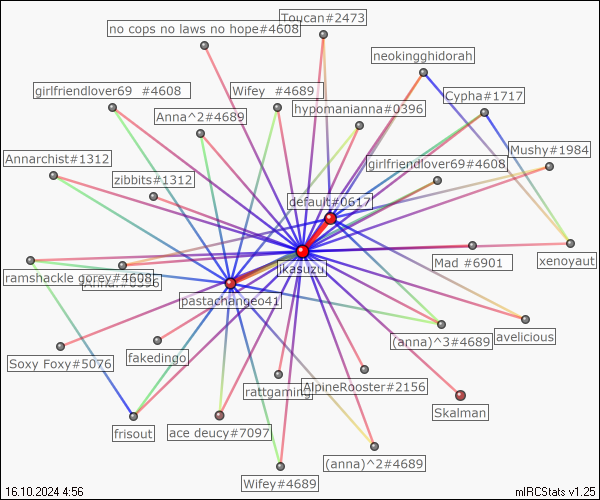 Toucan#2473
no cops no laws no hope#4608
neokingghidorah
girlfriendlover69 #4608
Wifey #4689
Cypha#1717
hypomanianna#0396
Anna^2#4689
Mushy#1984
Annarchist#1312
girlfriendlover69#4608
zibbits#1312
default#0617
Mad #6901
xenoyaut
ikasuzu
ramshackle gorey#4608
pastachangeo41
avelicious
(anna)^3#4689
fakedingo
Soxy Foxy#5076
rattgaming
AlpineRooster#2156
Skalman
frisout
ace deucy#7097
(anna)^2#4689
Wifey#4689
16.10.2024 4:56
mIRCStats v1.25